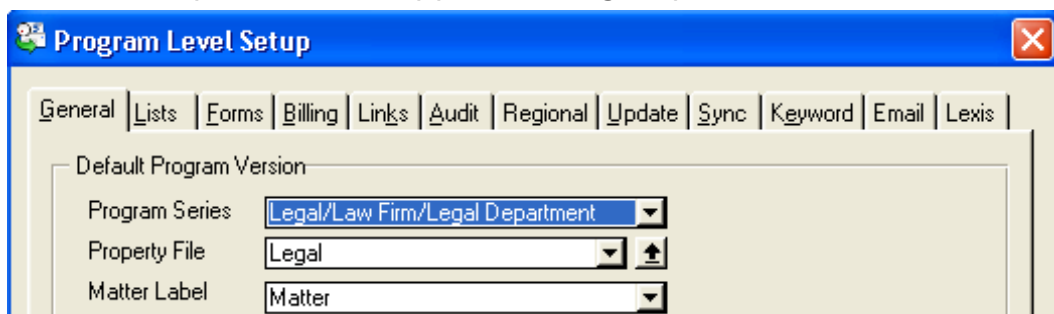 Program Level Setup
General Lists Forms Billing Links Audit Regional Update Sync Keyword Email Lexis
Default Program Version
Program Series Legal/Law Firm/Legal Department
Property File Legal
Matter Label Matter